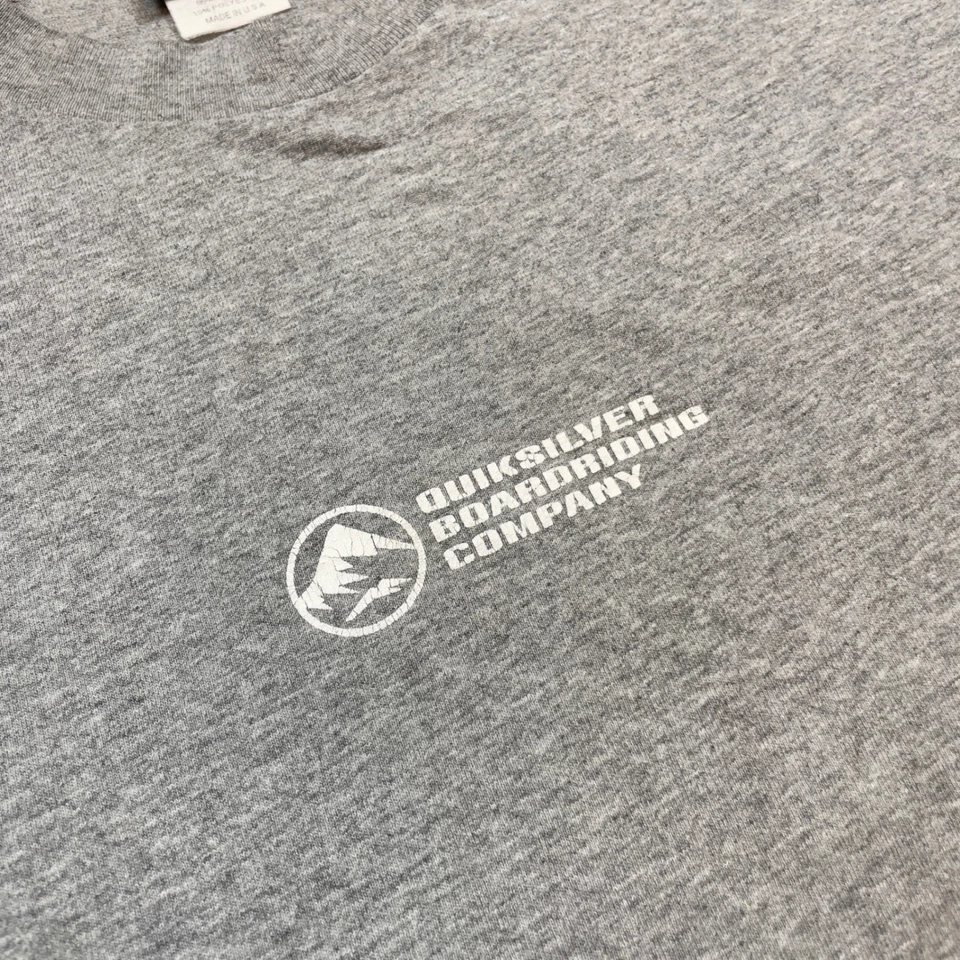 MADE IN U.S.A.
QUIKSILVER
BOARDRIDING
COMPANY